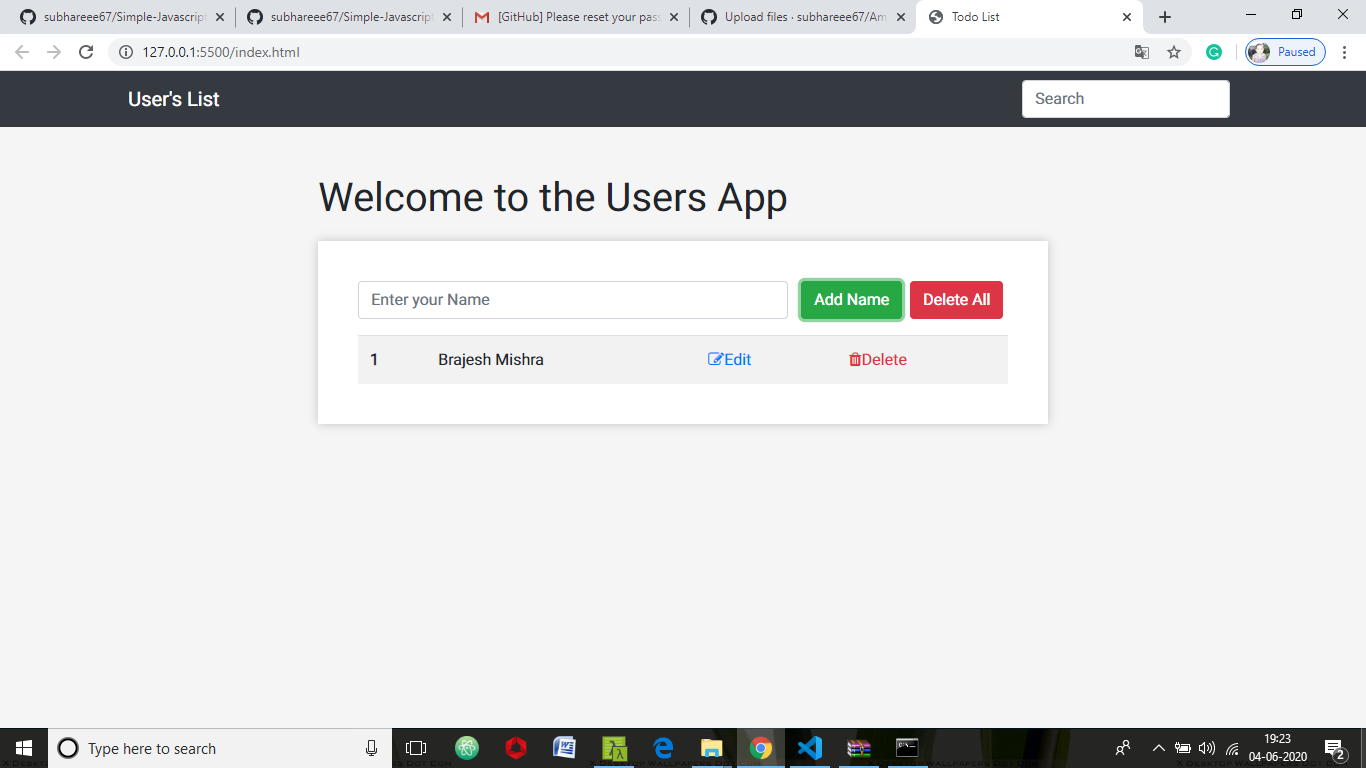 subhareee67/Simple-Javascript
subhareee67/Simple-Javascript
[GitHub] Please reset your pass
Upload files · subhareee67/Am
Todo List
127.0.0.1:5500/index.html
Paused
User's List
Search
Welcome to the Users App
Enter your Name
Add Name
Delete All
1 Brajesh Mishra Edit Delete
Type here to search
19:23
04-06-2020
2